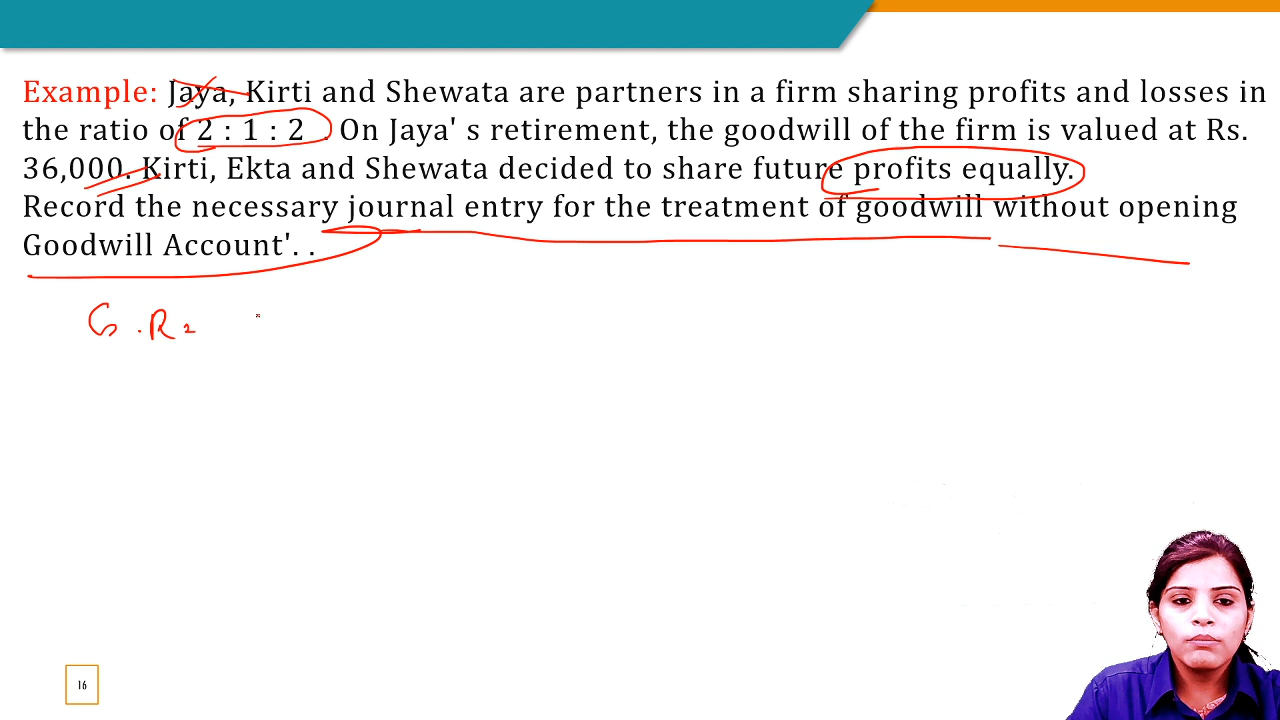 Example: Jaya, Kirti and Shewata are partners in a firm sharing profits and losses in
the ratio of 2 : 1 : 2 . On Jaya' s retirement, the goodwill of the firm is valued at Rs.
36,000. Kirti, Ekta and Shewata decided to share future profits equally.
Record the necessary journal entry for the treatment of goodwill without opening
Goodwill Account'. .
G.R=
16